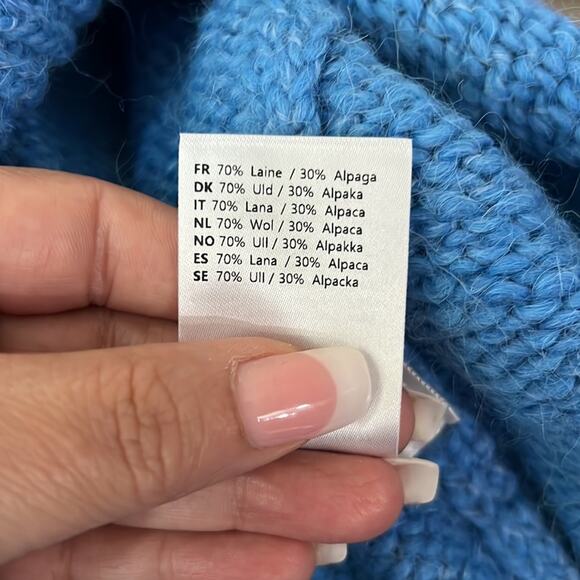 FR 70% Laine / 30% Alpaga
DK 70% Uld / 30% Alpaka
IT 70% Lana / 30% Alpaca
NL 70% Wol / 30% Alpaca
NO 70% Ull / 30% Alpakka
ES 70% Lana / 30% Alpaca
SE 70% Ull / 30% Alpacka